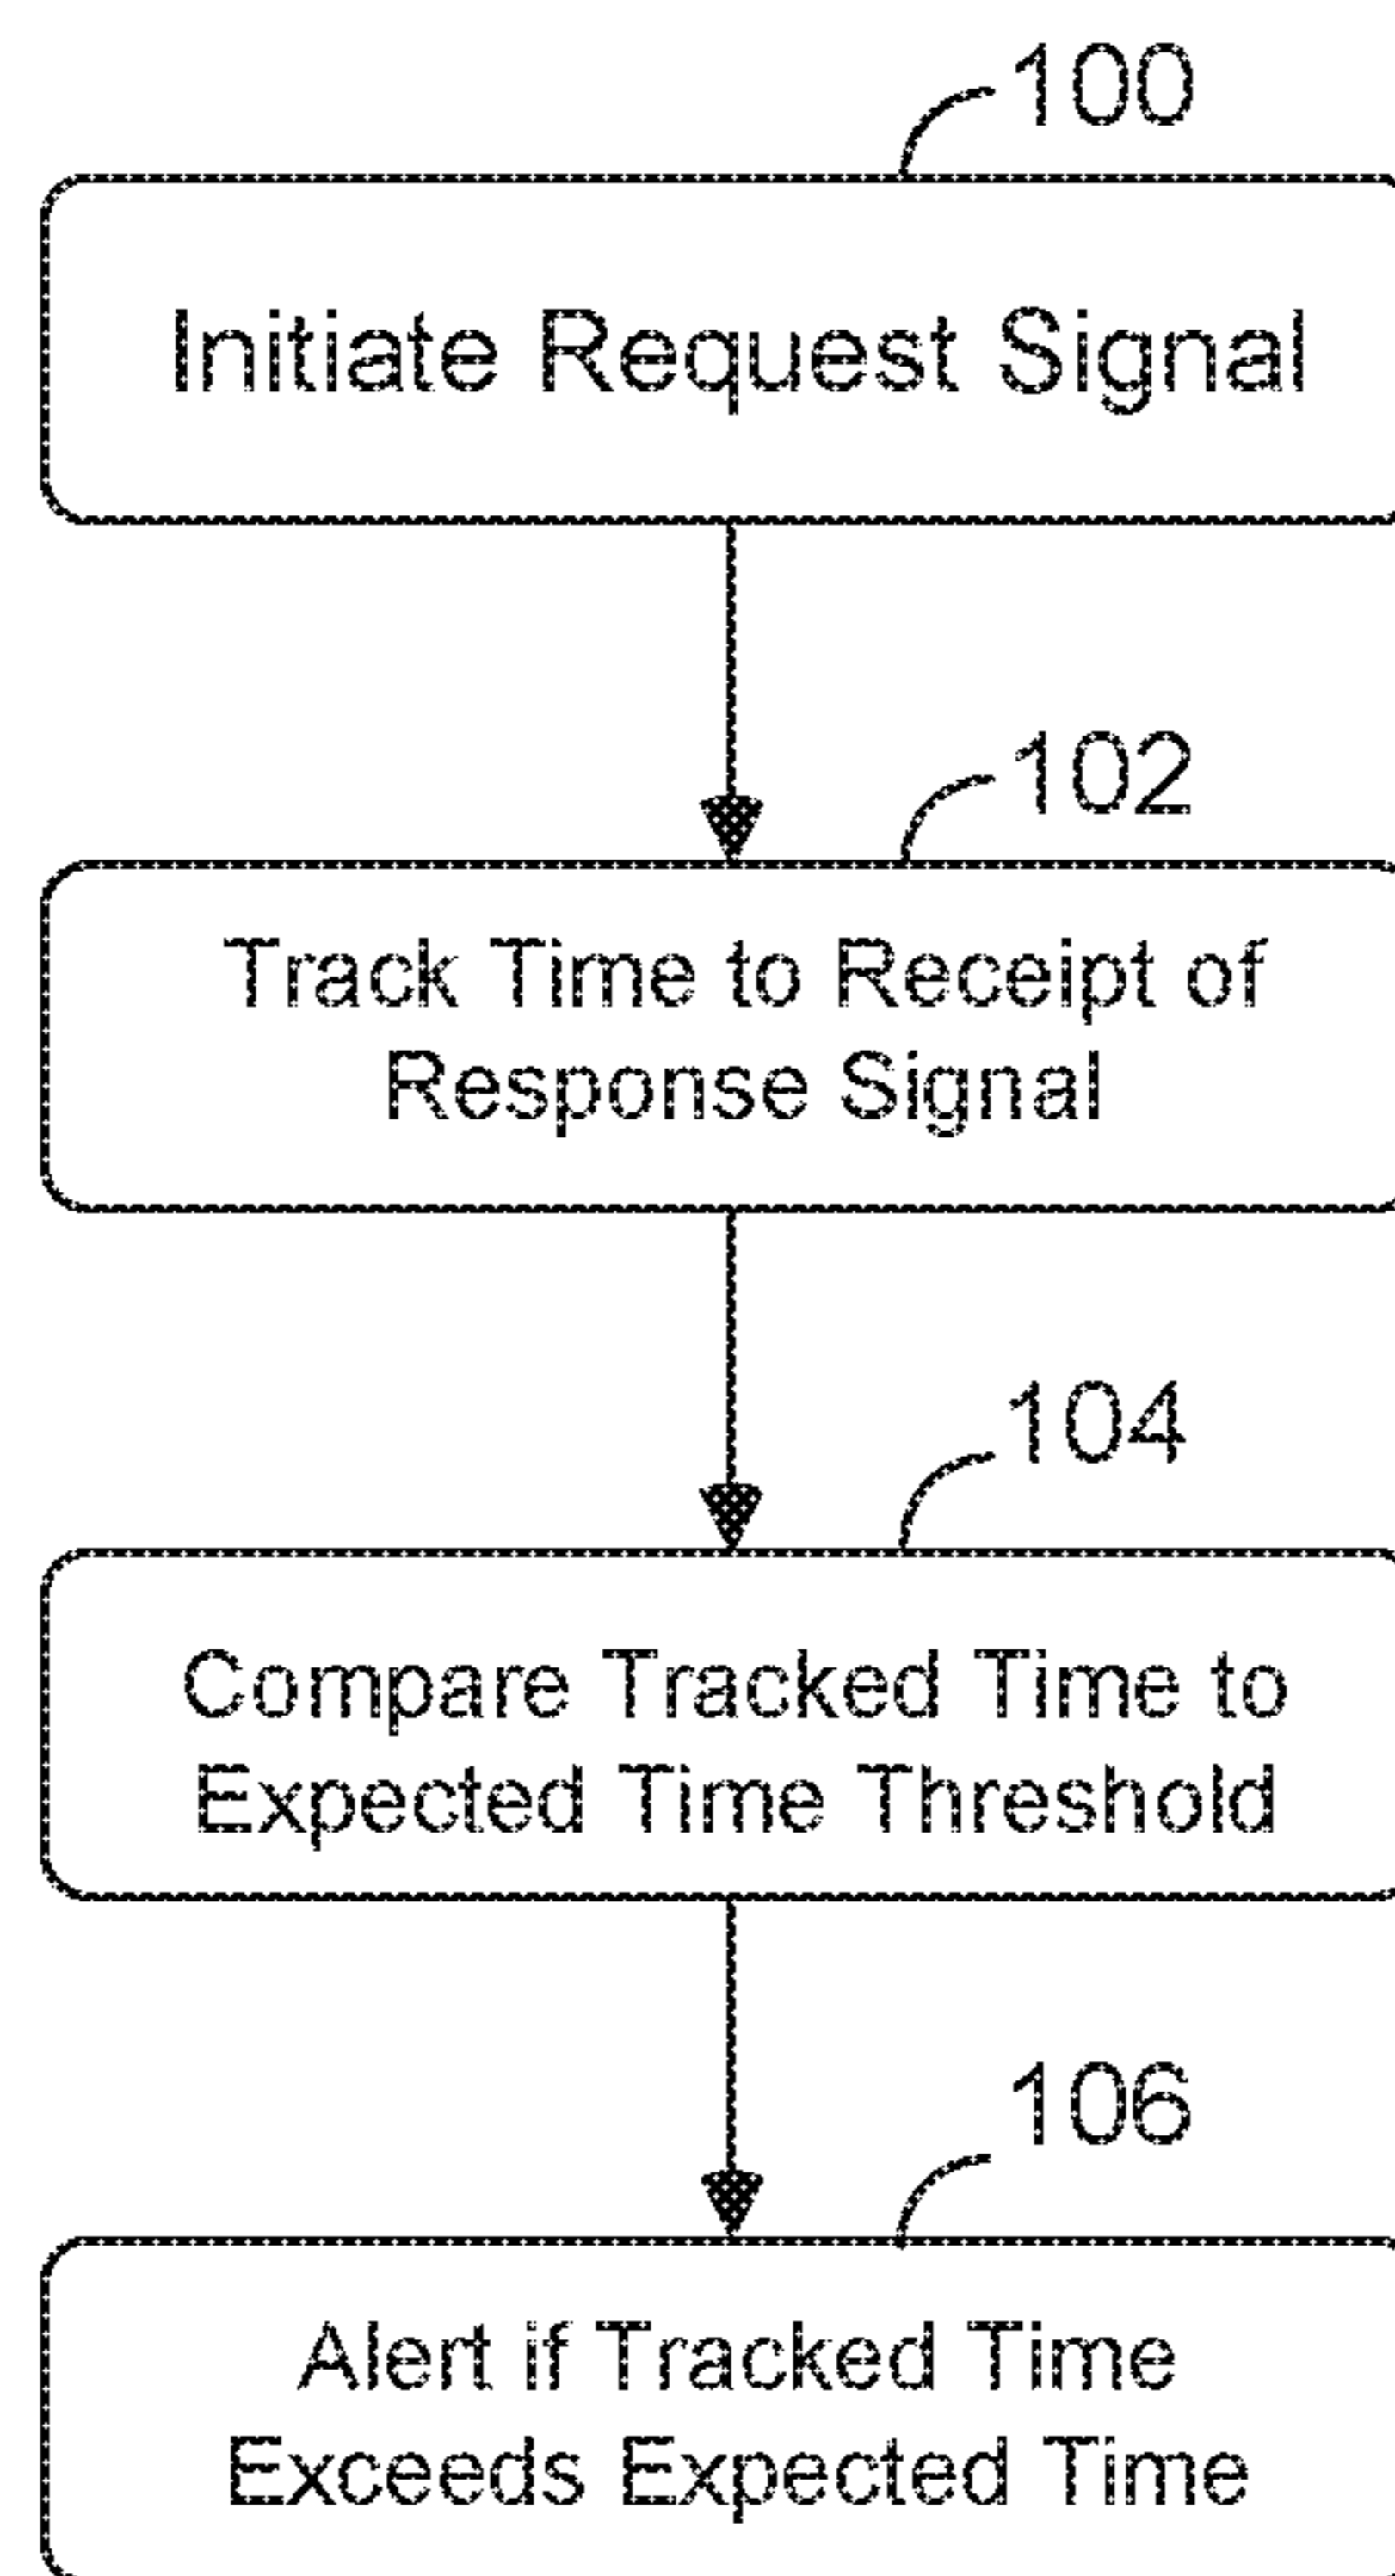 100
Initiate Request Signal
102
Track Time to Receipt of
Response Signal
104
Compare Tracked Time to
Expected Time Threshold
106
Alert if Tracked Time
Exceeds Expected Time